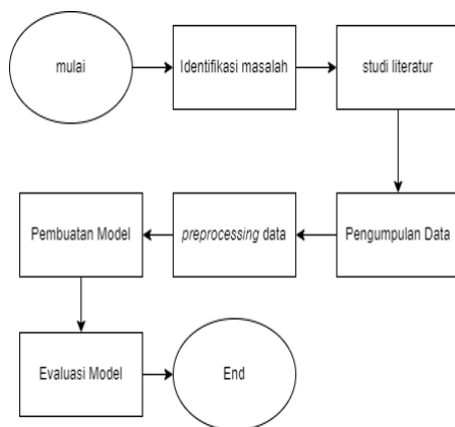 mulai
Identifikasi masalah
studi literatur
Pengumpulan Data
preprocessing data
Pembuatan Model
Evaluasi Model
End